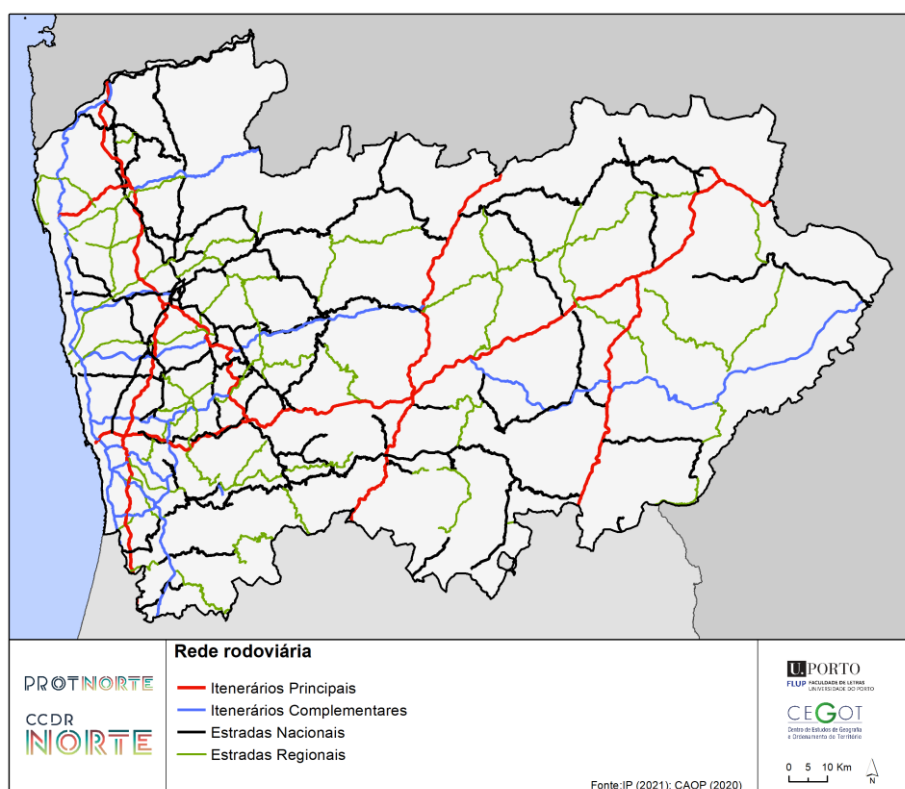 Rede rodoviária
PROTNORTE
CCDR
NORTE
Itenerários Principais
Itenerários Complementares
Estradas Nacionais
Estradas Regionais
U.PORTO
FLUP FACULDADE DE LETRAS
UNIVERSIDADE DO PORTO
CEGOT
Centro de Estudos de Geografia
e Ordenamento do Território
0 5 10 Km
N
Fonte:IP (2021); CAOP (2020)